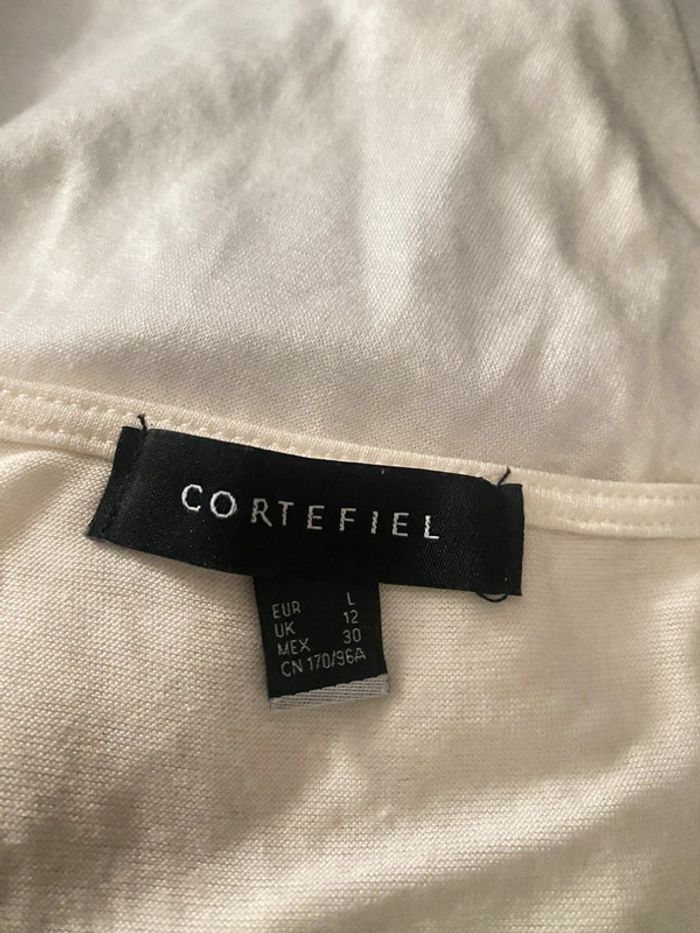 CORTEFIEL
EUR L
UK 12
MEX 30
CN 170/96A